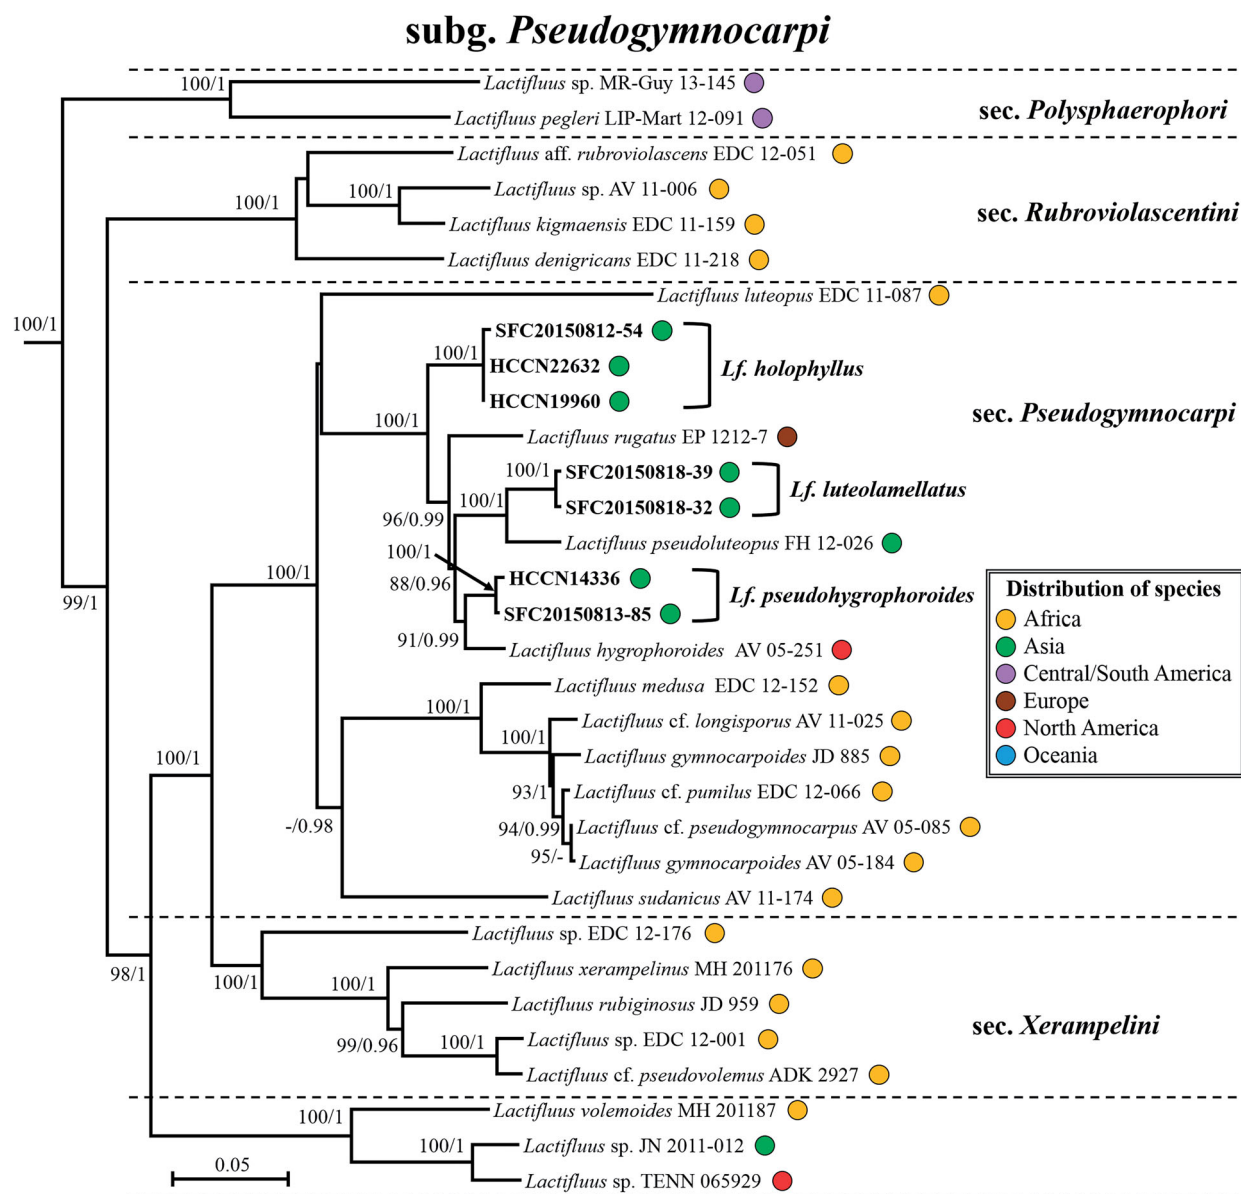 subg. Pseudogymnocarpi
100/1
Lactifluus sp. MR-Guy 13-145
Lactifluus pegleri LIP-Mart 12-091
sec. Polysphaerophori
Lactifluus aff. rubroviolascens EDC 12-051
100/1
Lactifluus sp. AV 11-006
100/1
Lactifluus kigmaensis EDC 11-159
sec. Rubroviolascentini
Lactifluus denigricans EDC 11-218
Lactifluus luteopus EDC 11-087
100/1
SFC20150812-54
100/1
HCCN22632
Lf. holophyllus
HCCN19960
100/1
sec. Pseudogymnocarpi
Lactifluus rugatus EP 1212-7
100/1
SFC20150818-39
Lf. luteolamellatus
100/1
SFC20150818-32
96/0.99
Lactifluus pseudoluteopus FH 12-026
100/1
100/1
88/0.96
HCCN14336
Lf. pseudohygrophoroides
SFC20150813-85
99/1
91/0.99
Lactifluus hygrophoroides AV 05-251
Lactifluus medusa EDC 12-152
100/1
Lactifluus cf. longisporus AV 11-025
100/1
Lactifluus gymnocarpoides JD 885
100/1
93/1
Lactifluus cf. pumilus EDC 12-066
-/0.98
94/0.99
Lactifluus cf. pseudogymnocarpus AV 05-085
95/-
Lactifluus gymnocarpoides AV 05-184
Lactifluus sudanicus AV 11-174
Distribution of species
Africa
Asia
Central/South America
Europe
North America
Oceania
Lactifluus sp. EDC 12-176
98/1
100/1
100/1
Lactifluus xerampelinus MH 201176
Lactifluus rubiginosus JD 959
sec. Xerampelini
99/0.96
100/1
Lactifluus sp. EDC 12-001
Lactifluus cf. pseudovolemus ADK 2927
100/1
Lactifluus volemoides MH 201187
100/1
Lactifluus sp. JN 2011-012
0.05
Lactifluus sp. TENN 065929